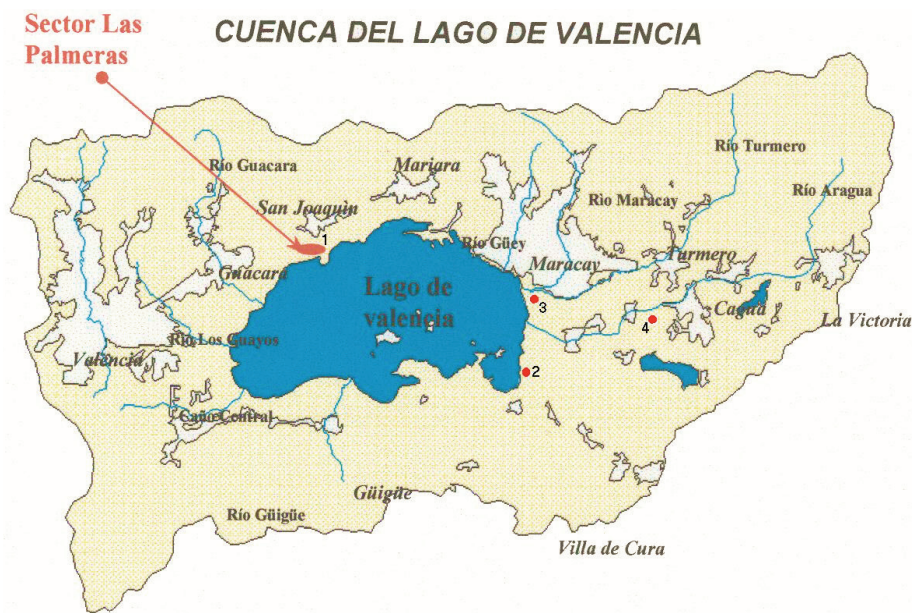 Sector Las
Palmeras
CUENCA DEL LAGO DE VALENCIA
Río Guacara
Mariara
Río Turmero
San Joaquìn
Río Maracay
Río Aragua
1
Río Güey
Guacara
Maracay
Turmero
Lago de
valencia
3
Cagua
4
La Victoria
Río Los Guayos
Valencia
2
Caño Central
Güigüe
Río Güigüe
Villa de Cura